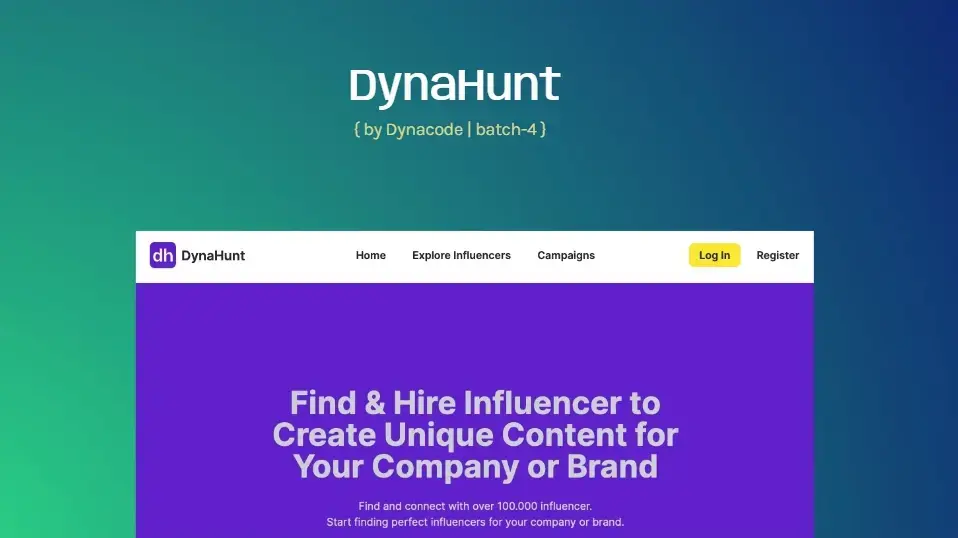 DynaHunt
{ by Dynacode | batch-4 }
dh DynaHunt Home Explore Influencers Campaigns Log In Register
Find & Hire Influencer to
Create Unique Content for
Your Company or Brand
Find and connect with over 100.000 influencer.
Start finding perfect influencers for your company or brand.